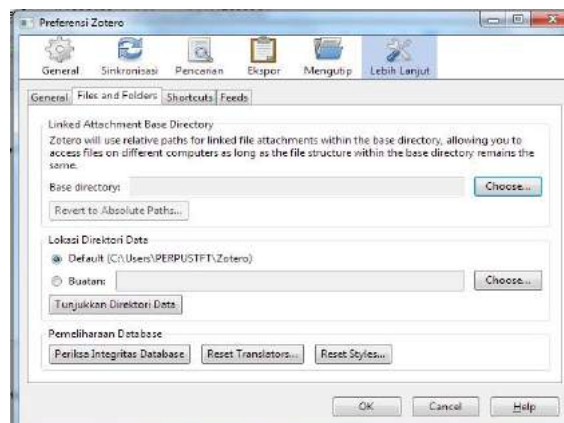 Preferensi Zotero
General Sinkronisasi Pencarian Ekspor Mengutip Lebih Lanjut
General Files and Folders Shortcuts Feeds
Linked Attachment Base Directory
Zotero will use relative paths for linked file attachments within the base directory, allowing you to
access files on different computers as long as the file structure within the base directory remains the
same.
Base directory: Choose...
Revert to Absolute Paths...
Lokasi Direktori Data
Default (C:\Users\PERPUSTFT\Zotero)
Buatan: Choose...
Tunjukkan Direktori Data
Pemeliharaan Database
Periksa Integritas Database Reset Translators... Reset Styles...
OK Cancel Help